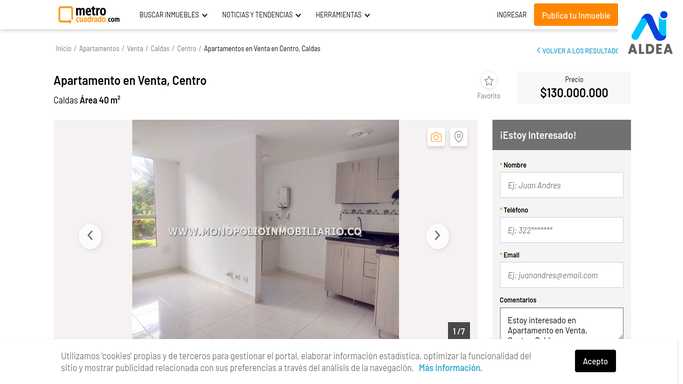 metro
cuadrado.com
BUSCAR INMUEBLES
NOTICIAS Y TENDENCIAS
HERRAMIENTAS
INGRESAR
Publica tu Inmueble
ALDEA
Inicio / Apartamentos / Venta / Caldas / Centro / Apartamentos en Venta en Centro, Caldas
VOLVER A LOS RESULTAD
Apartamento en Venta, Centro
Caldas Área 40 m²
Favorito
Precio
$130.000.000
WWW.MONOPOLIOINMOBILIARIO.CO
1 / 7
¡Estoy Interesado!
* Nombre
Ej: Juan Andres
* Teléfono
Ej: 322*******
* Email
Ej: juanandres@email.com
Comentarios
Estoy interesado en
Apartamento en Venta,
Utilizamos 'cookies' propias y de terceros para gestionar el portal, elaborar información estadística, optimizar la funcionalidad del
sitio y mostrar publicidad relacionada con sus preferencias a través del análisis de la navegación. Más información.
Acepto